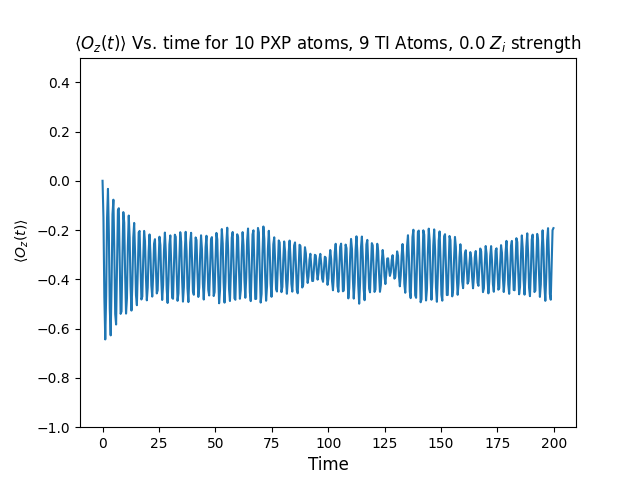 ⟨O_z(t)⟩ Vs. time for 10 PXP atoms, 9 TI Atoms, 0.0 Z_i strength
0.4
0.2
0.0
−0.2
−0.4
−0.6
−0.8
−1.0
⟨O_z(t)⟩
0 25 50 75 100 125 150 175 200
Time